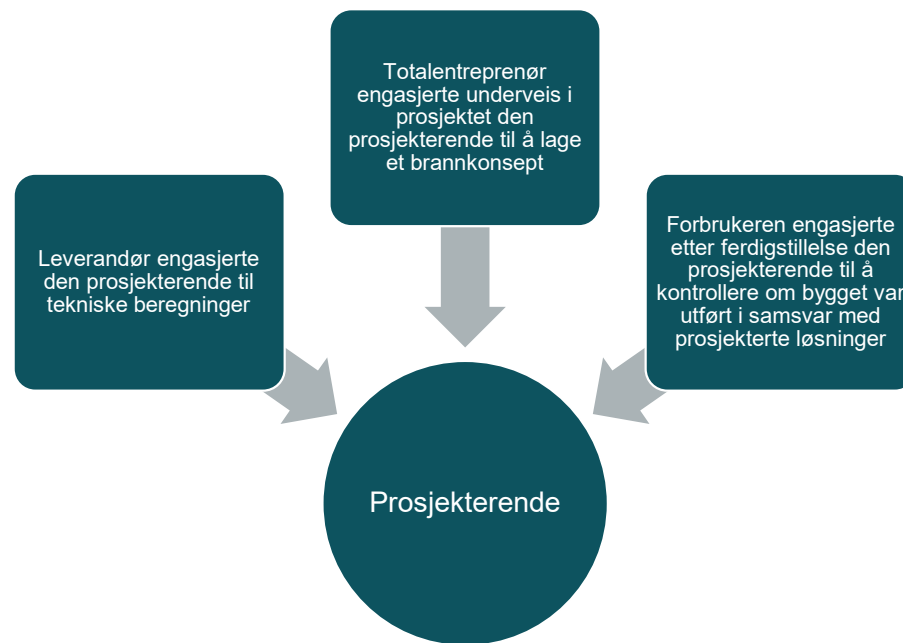 Totalentreprenør
engasjerte underveis i
prosjektet den
prosjekterende til å lage
et brannkonsept
Leverandør engasjerte
den prosjekterende til
tekniske beregninger
Forbrukeren engasjerte
etter ferdigstillelse den
prosjekterende til å
kontrollere om bygget var
utført i samsvar med
prosjekterte løsninger
Prosjekterende